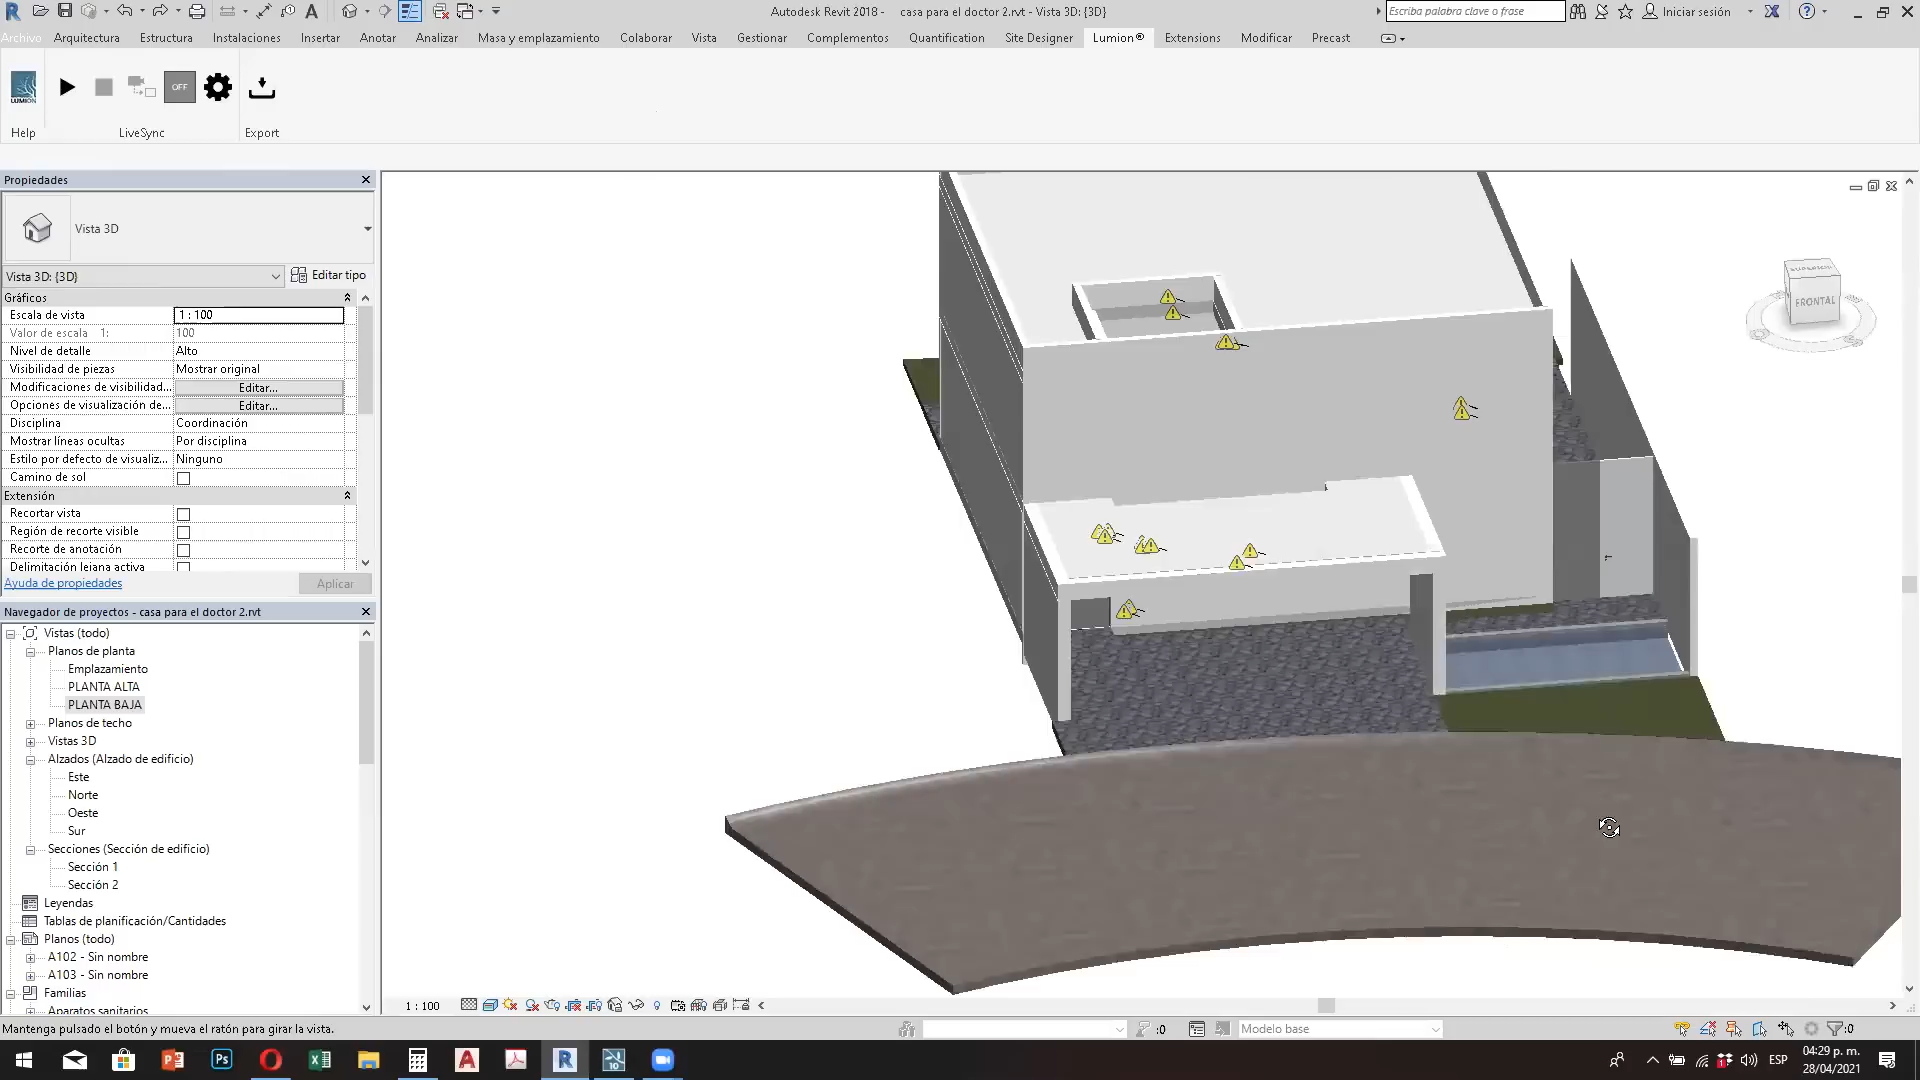 Autodesk Revit 2018 - casa para el doctor 2.rvt - Vista 3D: {3D}
Escriba palabra clave o frase
Iniciar sesión
Archivo Arquitectura Estructura Instalaciones Insertar Anotar Analizar Masa y emplazamiento Colaborar Vista Gestionar Complementos Quantification Site Designer Lumion® Extensions Modificar Precast
LUMION
OFF
Help LiveSync Export
Propiedades
Vista 3D
Vista 3D: {3D}
Editar tipo
Gráficos
Escala de vista 1 : 100
Valor de escala 1: 100
Nivel de detalle Alto
Visibilidad de piezas Mostrar original
Modificaciones de visibilidad... Editar...
Opciones de visualización de... Editar...
Disciplina Coordinación
Mostrar líneas ocultas Por disciplina
Estilo por defecto de visualiz... Ninguno
Camino de sol
Extensión
Recortar vista
Región de recorte visible
Recorte de anotación
Delimitación lejana activa
Ayuda de propiedades
Aplicar
Navegador de proyectos - casa para el doctor 2.rvt
Vistas (todo)
Planos de planta
Emplazamiento
PLANTA ALTA
PLANTA BAJA
Planos de techo
Vistas 3D
Alzados (Alzado de edificio)
Este
Norte
Oeste
Sur
Secciones (Sección de edificio)
Sección 1
Sección 2
Leyendas
Tablas de planificación/Cantidades
Planos (todo)
A102 - Sin nombre
A103 - Sin nombre
Familias
Aparatos sanitarios
SUPERIOR
FRONTAL
1 : 100
Mantenga pulsado el botón y mueva el ratón para girar la vista.
:0
Modelo base
:0
Ps
10
ESP
04:29 p. m.
28/04/2021